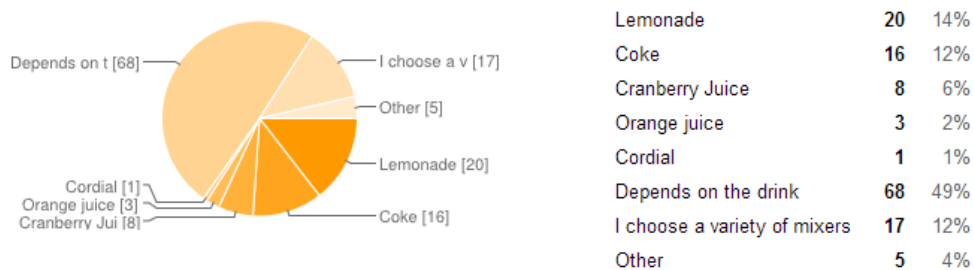 Depends on t [68]
I choose a v [17]
Other [5]
Lemonade [20]
Coke [16]
Cordial [1]
Orange juice [3]
Cranberry Jui [8]
Lemonade 20 14%
Coke 16 12%
Cranberry Juice 8 6%
Orange juice 3 2%
Cordial 1 1%
Depends on the drink 68 49%
I choose a variety of mixers 17 12%
Other 5 4%